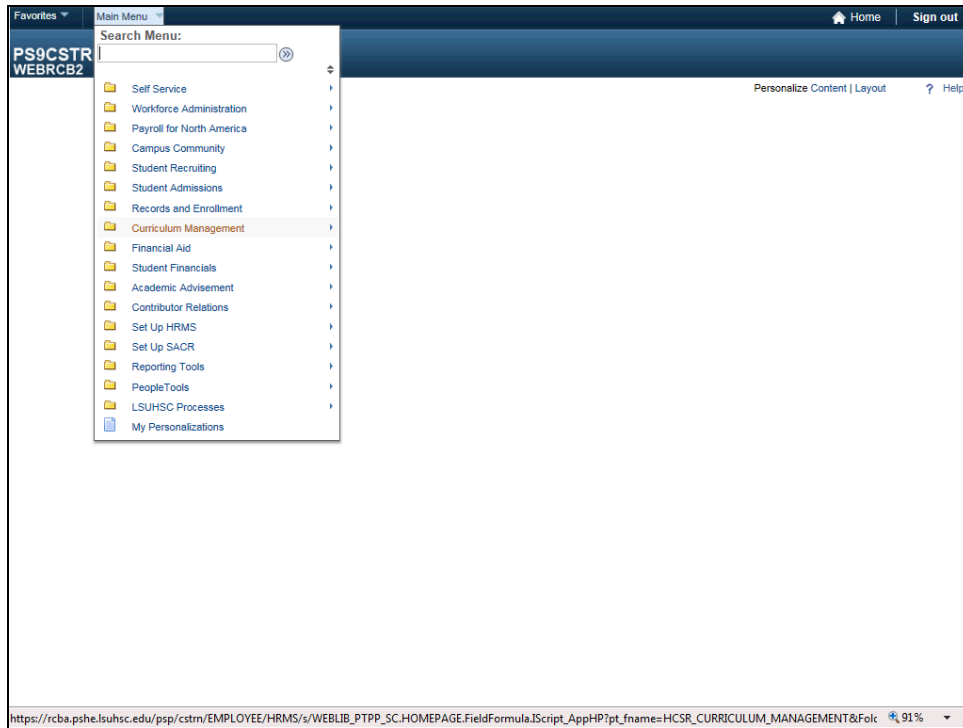 Favorites Main Menu Home Sign out
Search Menu:
PS9CSTR
WEBRCB2
Personalize Content | Layout ? Help
Self Service
Workforce Administration
Payroll for North America
Campus Community
Student Recruiting
Student Admissions
Records and Enrollment
Curriculum Management
Financial Aid
Student Financials
Academic Advisement
Contributor Relations
Set Up HRMS
Set Up SACR
Reporting Tools
PeopleTools
LSUHSC Processes
My Personalizations
https://rcba.pshe.lsuhsc.edu/psp/cstrn/EMPLOYEE/HRMS/s/WEBLIB_PTPP_SC.HOMEPAGE.FieldFormula.IScript_AppHP?pt_fname=HCSR_CURRICULUM_MANAGEMENT&Folc 91%